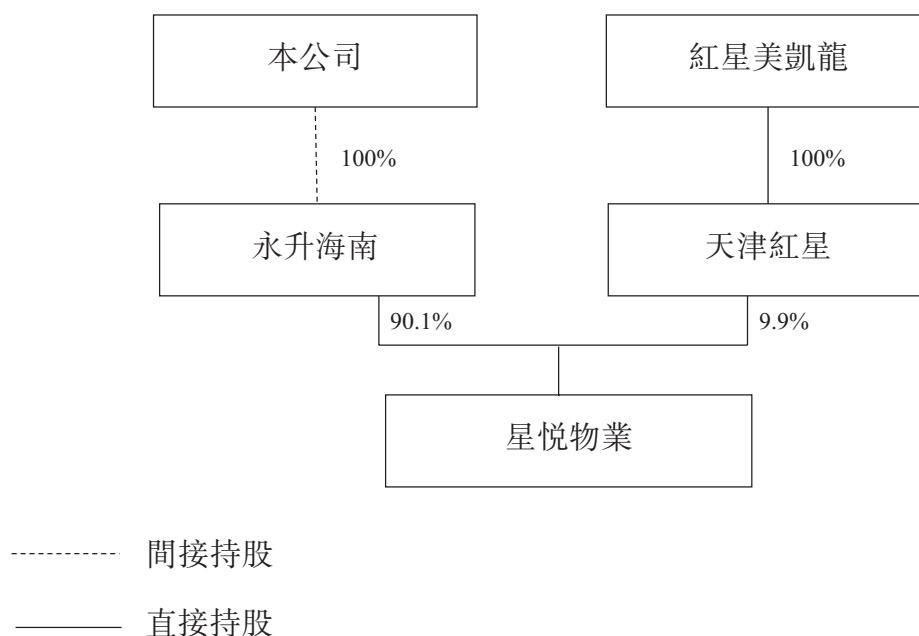 本公司
紅星美凱龍
100%
100%
永升海南
天津紅星
90.1%
9.9%
星悅物業
間接持股
直接持股